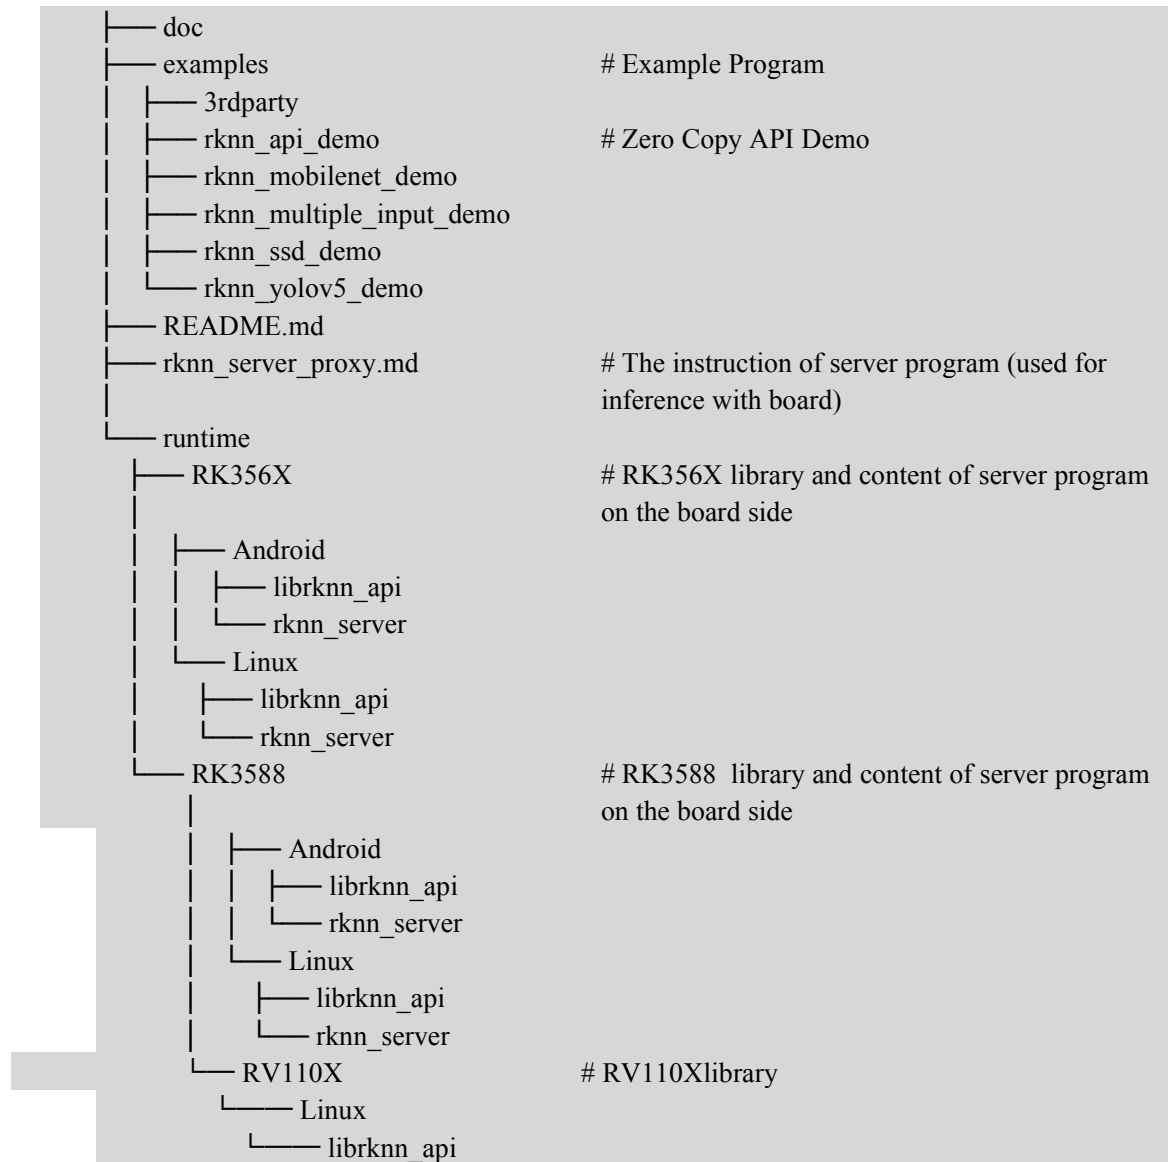 ├── doc
├── examples # Example Program
│ ├── 3rdparty
│ ├── rknn_api_demo # Zero Copy API Demo
│ ├── rknn_mobilenet_demo
│ ├── rknn_multiple_input_demo
│ ├── rknn_ssd_demo
│ └── rknn_yolov5_demo
├── README.md
├── rknn_server_proxy.md # The instruction of server program (used for
│ inference with board)
└── runtime
├── RK356X # RK356X library and content of server program
│ on the board side
│ ├── Android
│ │ ├── librknn_api
│ │ └── rknn_server
│ └── Linux
│ ├── librknn_api
│ └── rknn_server
└── RK3588 # RK3588 library and content of server program
│ on the board side
│ ├── Android
│ │ ├── librknn_api
│ │ └── rknn_server
│ └── Linux
│ ├── librknn_api
│ └── rknn_server
└── RV110X # RV110Xlibrary
└── Linux
└── librknn_api